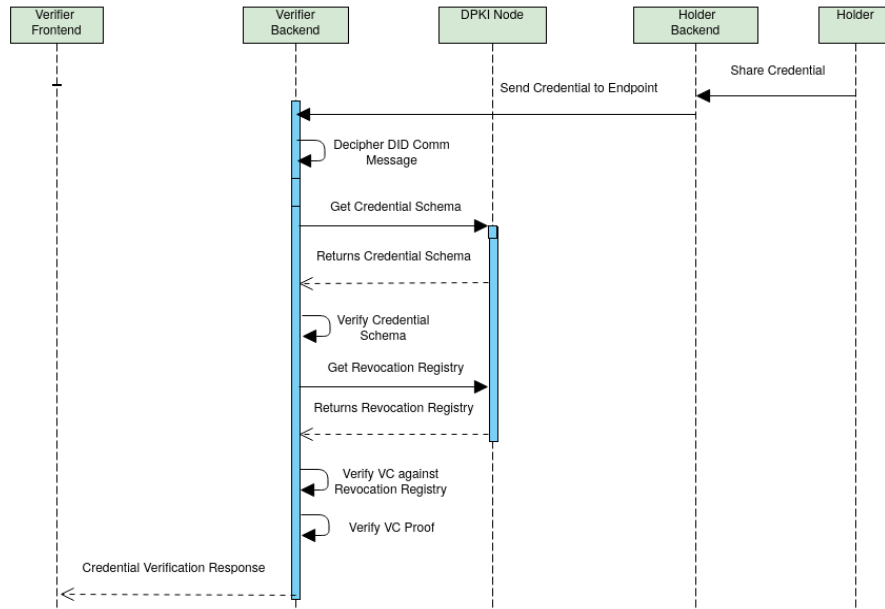 Verifier
Frontend
Verifier
Backend
DPKI Node
Holder
Backend
Holder
Share Credential
Send Credential to Endpoint
Decipher DID Comm
Message
Get Credential Schema
Returns Credential Schema
Verify Credential
Schema
Get Revocation Registry
Returns Revocation Registry
Verify VC against
Revocation Registry
Verify VC Proof
Credential Verification Response